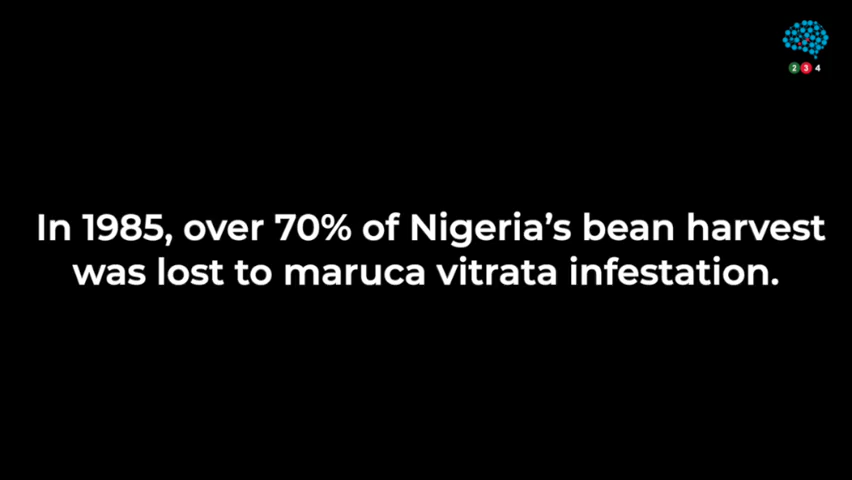 2 3 4
In 1985, over 70% of Nigeria’s bean harvest
was lost to maruca vitrata infestation.